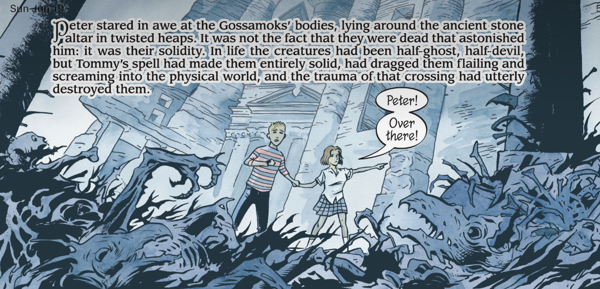 Peter stared in awe at the Gossamoks' bodies, lying around the ancient stone
altar in twisted heaps. It was not the fact that they were dead that astonished
him: it was their solidity. In life the creatures had been half-ghost, half-devil,
but Tommy's spell had made them entirely solid, had dragged them flailing and
screaming into the physical world, and the trauma of that crossing had utterly
destroyed them.
Peter!
Over
there!